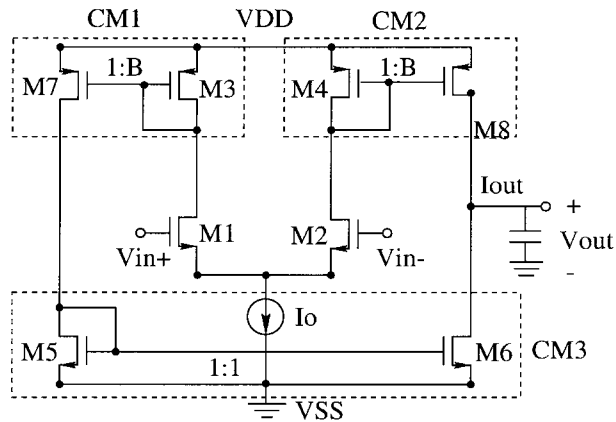 CM1 VDD CM2
1:B 1:B
M7 M3 M4
M8
Iout
+
M1 M2 Vout
Vin+ Vin-
-
Io
M5 M6 CM3
1:1
VSS